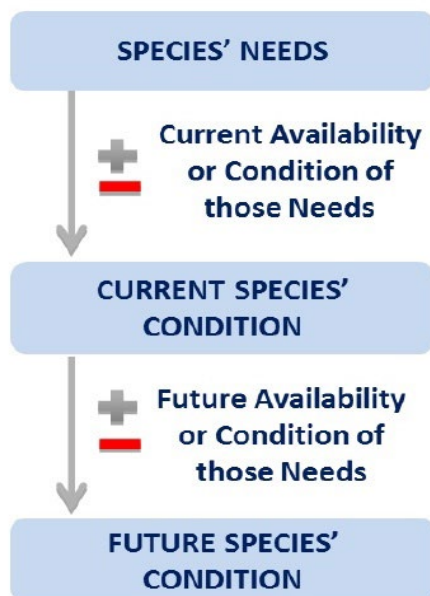 SPECIES’ NEEDS
Current Availability
or Condition of
those Needs
CURRENT SPECIES’
CONDITION
Future Availability
or Condition of
those Needs
FUTURE SPECIES’
CONDITION